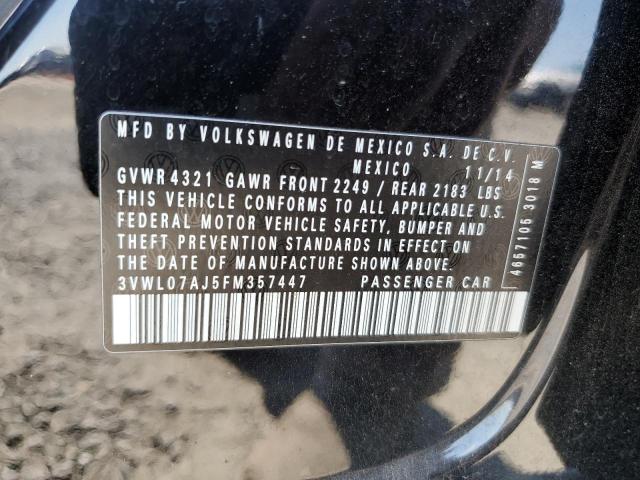 MFD BY VOLKSWAGEN DE MEXICO S.A. DE C.V.
MEXICO 11/14
GVWR 4321 GAWR FRONT 2249 / REAR 2183 LBS
THIS VEHICLE CONFORMS TO ALL APPLICABLE U.S.
FEDERAL MOTOR VEHICLE SAFETY, BUMPER AND
THEFT PREVENTION STANDARDS IN EFFECT ON
THE DATE OF MANUFACTURE SHOWN ABOVE.
3VWL07AJ5FM357447 PASSENGER CAR
4657106 3018 M